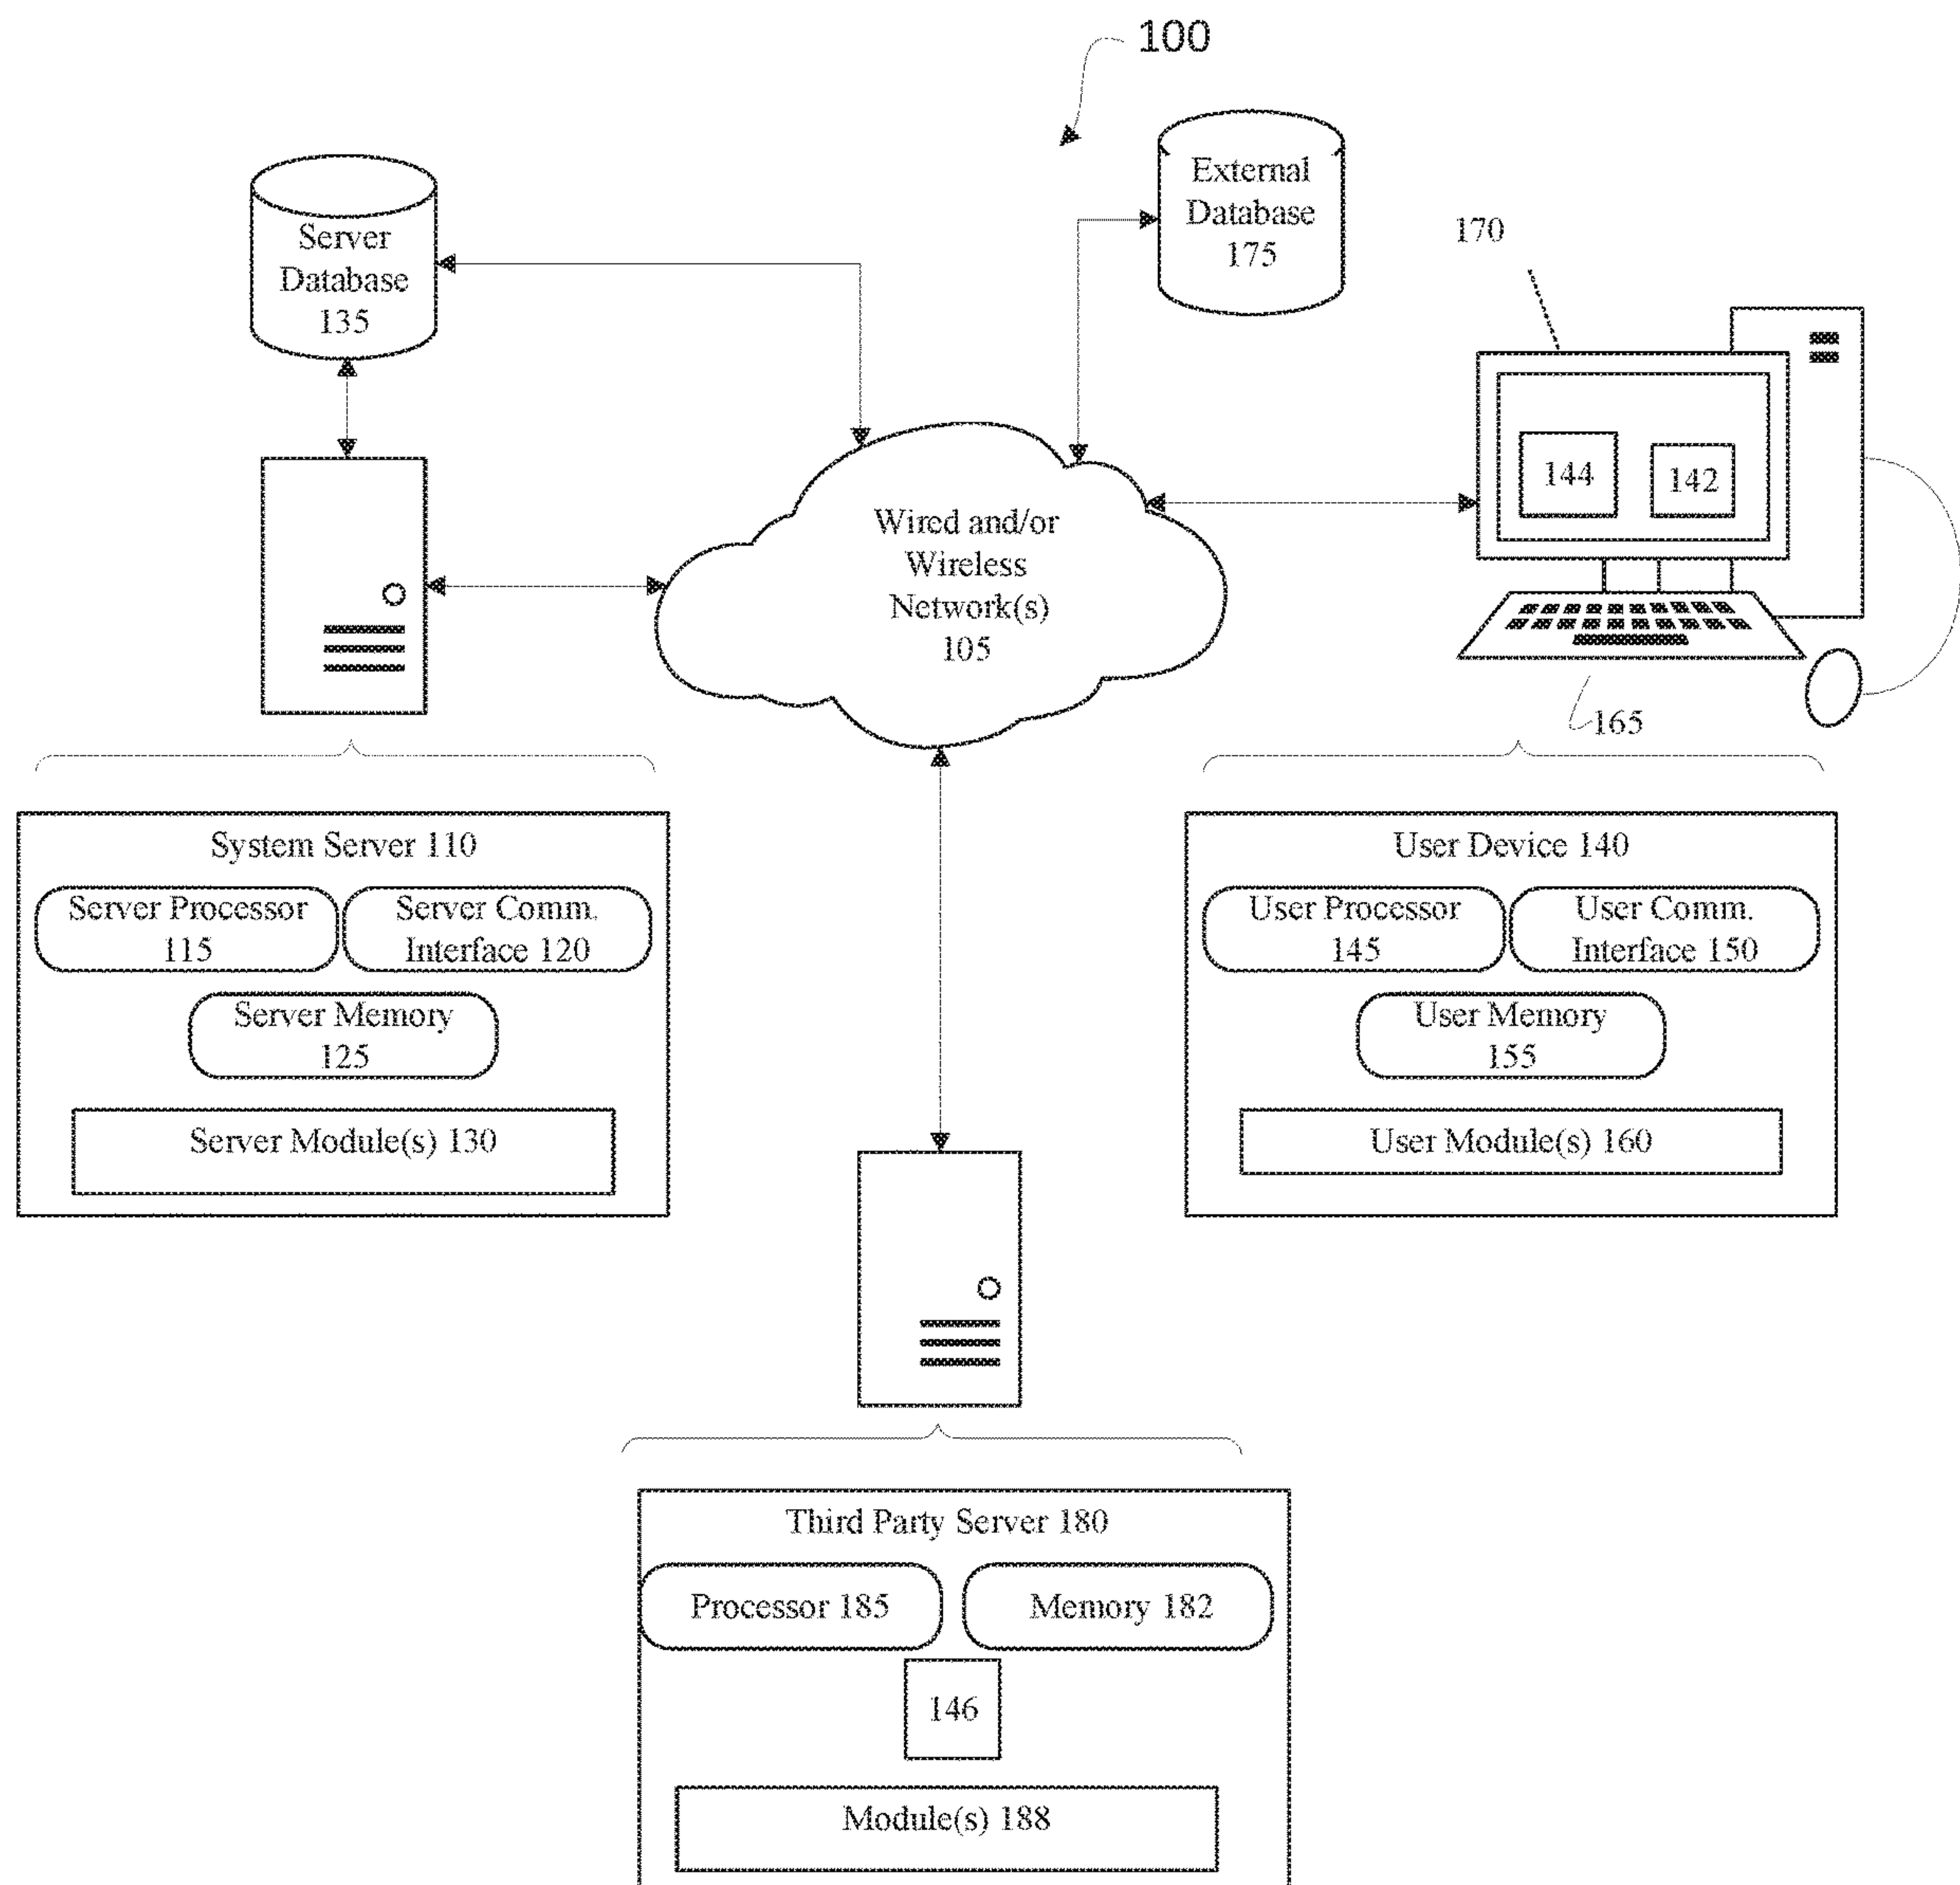 100
External
Database
175
Server
Database
135
170
144
142
Wired and/or
Wireless
Network(s)
105
165
System Server 110
Server Processor
115
Server Comm.
Interface 120
Server Memory
125
Server Module(s) 130
User Device 140
User Processor
145
User Comm.
Interface 150
User Memory
155
User Module(s) 160
Third Party Server 180
Processor 185
Memory 182
146
Module(s) 188